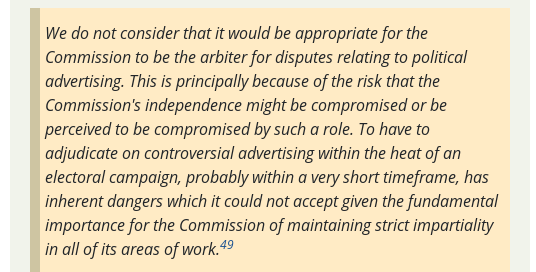 We do not consider that it would be appropriate for the
Commission to be the arbiter for disputes relating to political
advertising. This is principally because of the risk that the
Commission's independence might be compromised or be
perceived to be compromised by such a role. To have to
adjudicate on controversial advertising within the heat of an
electoral campaign, probably within a very short timeframe, has
inherent dangers which it could not accept given the fundamental
importance for the Commission of maintaining strict impartiality
in all of its areas of work.49